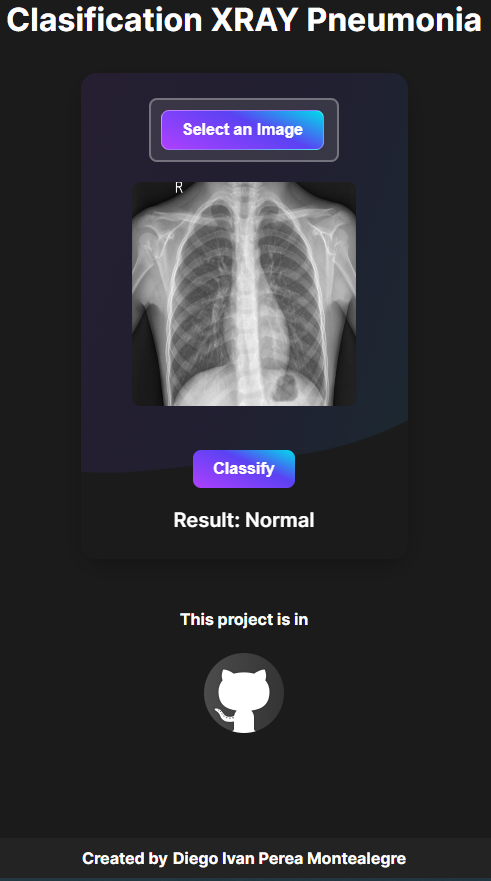 Clasification XRAY Pneumonia
Select an Image
R
Classify
Result: Normal
This project is in
Created by Diego Ivan Perea Montealegre